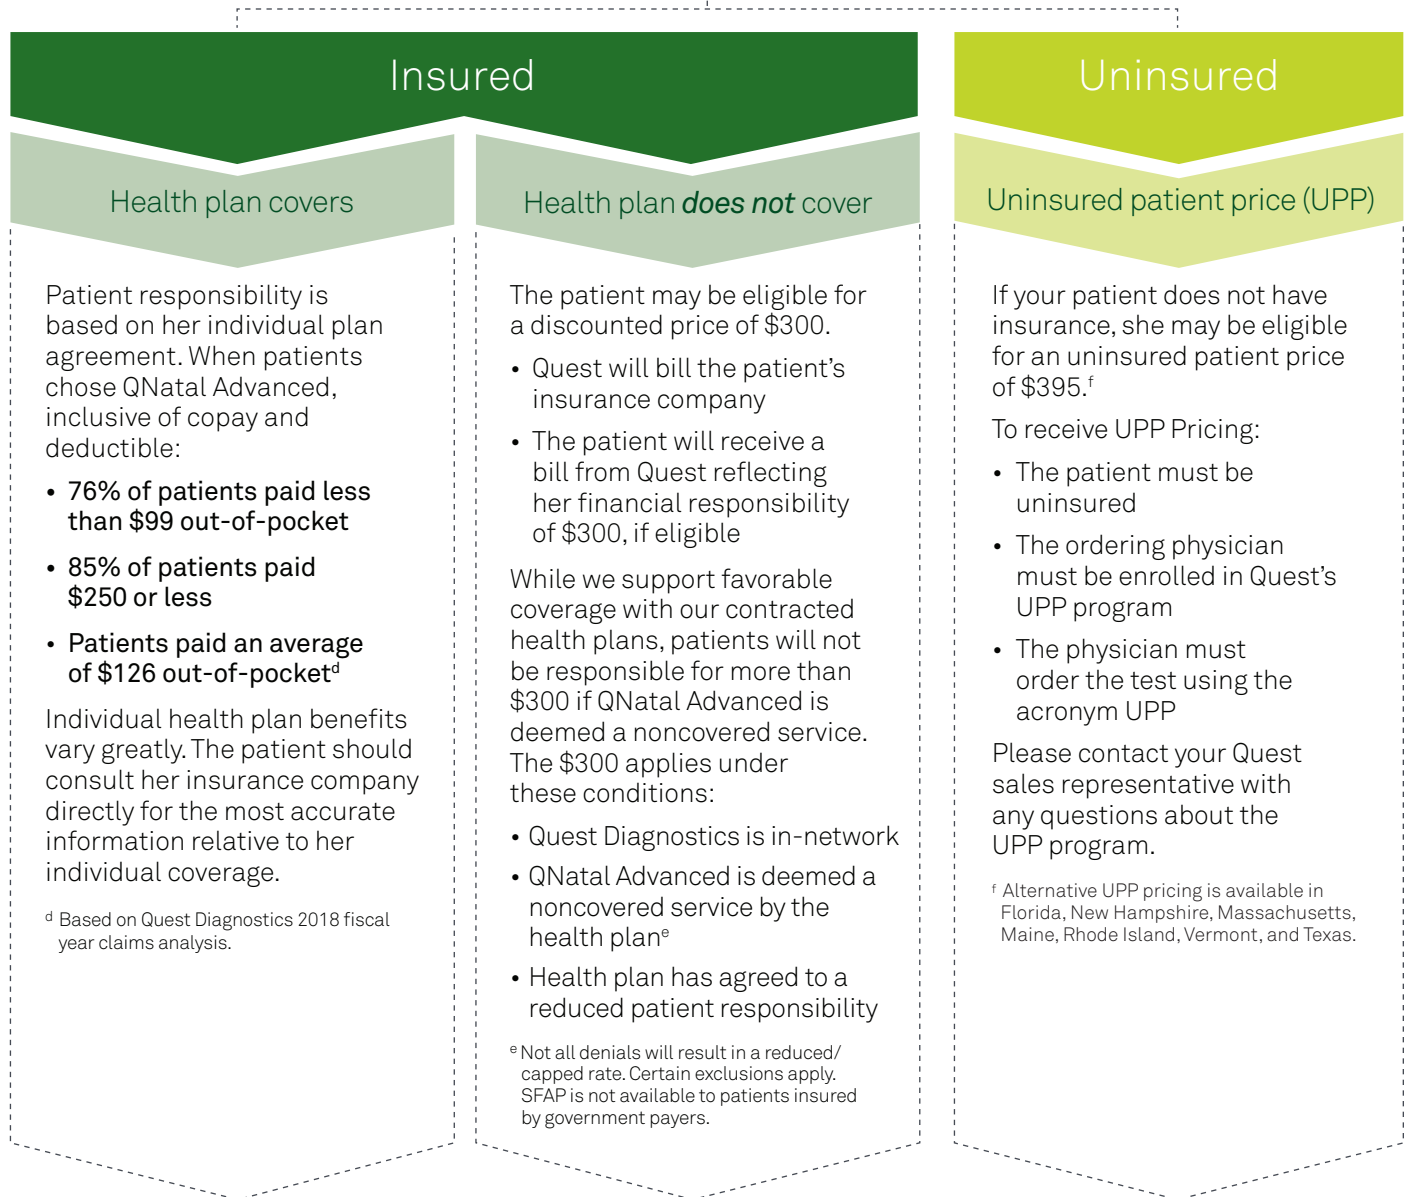 Insured
Health plan covers
Patient responsibility is
based on her individual plan
agreement. When patients
chose QNatal Advanced,
inclusive of copay and
deductible:
• 76% of patients paid less
than $99 out-of-pocket
• 85% of patients paid
$250 or less
• Patients paid an average
of $126 out-of-pocketᵈ
Individual health plan benefits
vary greatly. The patient should
consult her insurance company
directly for the most accurate
information relative to her
individual coverage.
ᵈ Based on Quest Diagnostics 2018 fiscal
year claims analysis.
Health plan does not cover
The patient may be eligible for
a discounted price of $300.
• Quest will bill the patient’s
insurance company
• The patient will receive a
bill from Quest reflecting
her financial responsibility
of $300, if eligible
While we support favorable
coverage with our contracted
health plans, patients will not
be responsible for more than
$300 if QNatal Advanced is
deemed a noncovered service.
The $300 applies under
these conditions:
• Quest Diagnostics is in-network
• QNatal Advanced is deemed a
noncovered service by the
health planᵉ
• Health plan has agreed to a
reduced patient responsibility
ᵉ Not all denials will result in a reduced/
capped rate. Certain exclusions apply.
SFAP is not available to patients insured
by government payers.
Uninsured
Uninsured patient price (UPP)
If your patient does not have
insurance, she may be eligible
for an uninsured patient price
of $395.ᶠ
To receive UPP Pricing:
• The patient must be
uninsured
• The ordering physician
must be enrolled in Quest’s
UPP program
• The physician must
order the test using the
acronym UPP
Please contact your Quest
sales representative with
any questions about the
UPP program.
ᶠ Alternative UPP pricing is available in
Florida, New Hampshire, Massachusetts,
Maine, Rhode Island, Vermont, and Texas.